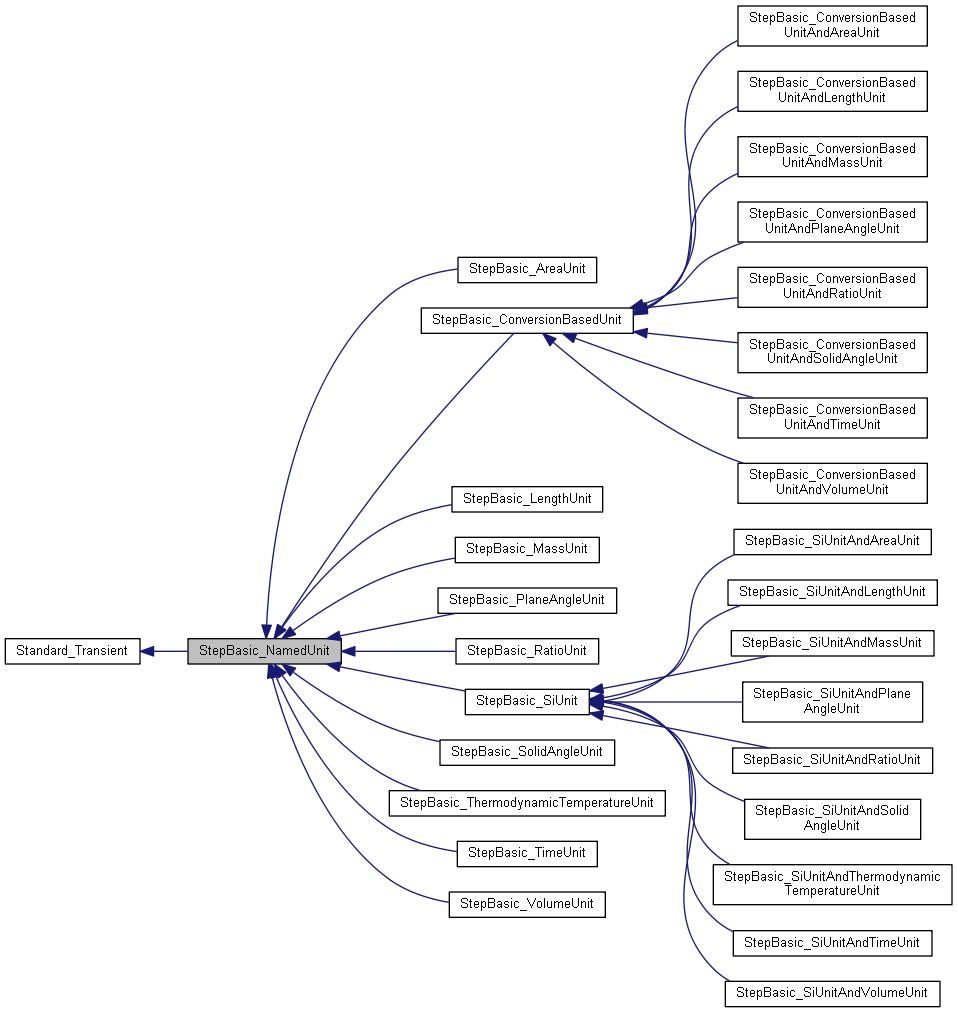 StepBasic_ConversionBased
UnitAndAreaUnit
StepBasic_ConversionBased
UnitAndLengthUnit
StepBasic_ConversionBased
UnitAndMassUnit
StepBasic_ConversionBased
UnitAndPlaneAngleUnit
StepBasic_AreaUnit
StepBasic_ConversionBased
UnitAndRatioUnit
StepBasic_ConversionBasedUnit
StepBasic_ConversionBased
UnitAndSolidAngleUnit
StepBasic_ConversionBased
UnitAndTimeUnit
StepBasic_ConversionBased
UnitAndVolumeUnit
StepBasic_LengthUnit
StepBasic_SiUnitAndAreaUnit
StepBasic_MassUnit
StepBasic_SiUnitAndLengthUnit
StepBasic_PlaneAngleUnit
StepBasic_SiUnitAndMassUnit
Standard_Transient
StepBasic_NamedUnit
StepBasic_RatioUnit
StepBasic_SiUnit
StepBasic_SiUnitAndPlane
AngleUnit
StepBasic_SolidAngleUnit
StepBasic_SiUnitAndRatioUnit
StepBasic_ThermodynamicTemperatureUnit
StepBasic_SiUnitAndSolid
AngleUnit
StepBasic_TimeUnit
StepBasic_SiUnitAndThermodynamic
TemperatureUnit
StepBasic_VolumeUnit
StepBasic_SiUnitAndTimeUnit
StepBasic_SiUnitAndVolumeUnit